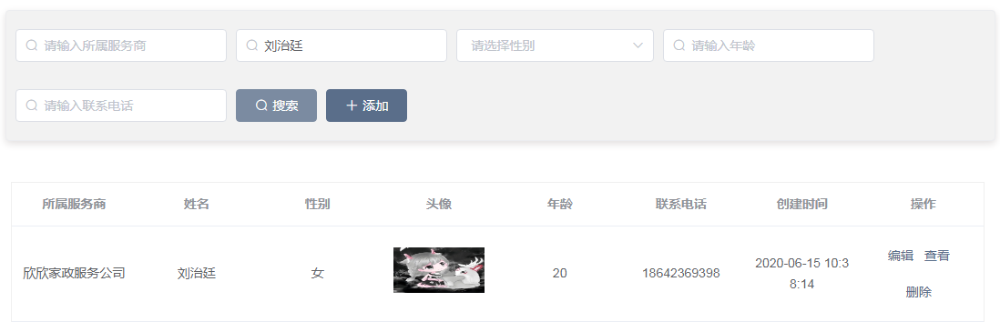 请输入所属服务商 刘治廷 请选择性别 请输入年龄
请输入联系电话 搜索 添加
所属服务商 姓名 性别 头像 年龄 联系电话 创建时间 操作
欣欣家政服务公司 刘治廷 女 20 18642369398 2020-06-15 10:3
8:14 编辑 查看
删除